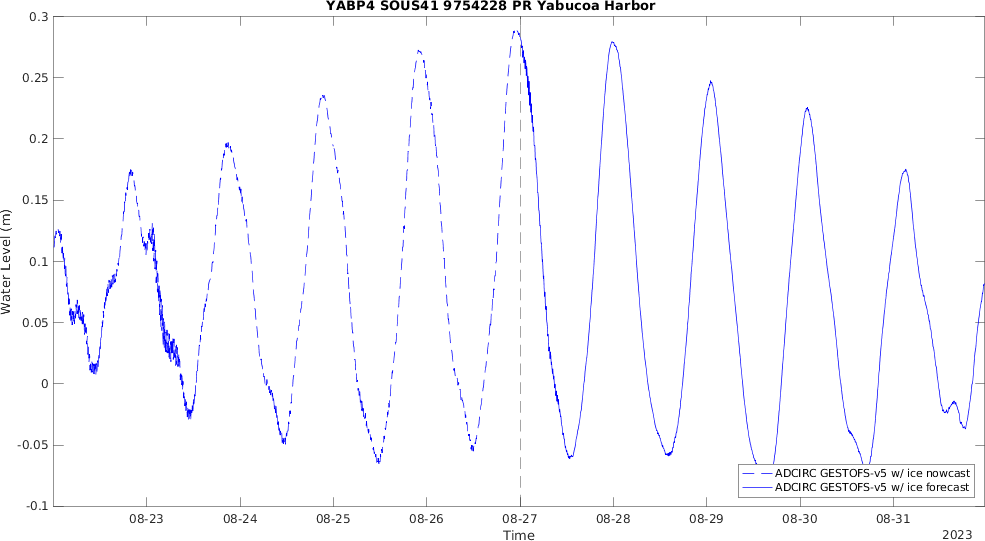 YABP4 SOUS41 9754228 PR Yabucoa Harbor
0.3
0.25
0.2
0.15
0.1
0.05
0
-0.05
-0.1
Water Level (m)
ADCIRC GESTOFS-v5 w/ ice nowcast
ADCIRC GESTOFS-v5 w/ ice forecast
08-23 08-24 08-25 08-26 08-27 08-28 08-29 08-30 08-31
Time
2023